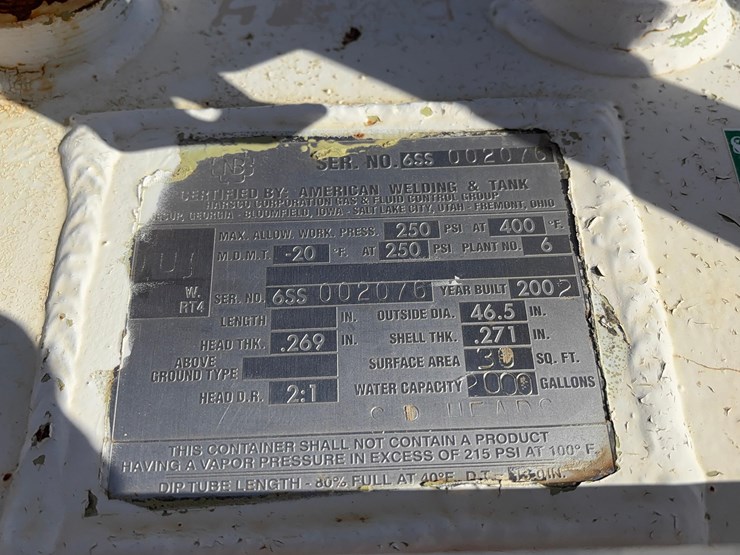 NB
SER. NO. 6SS 002076
CERTIFIED BY: AMERICAN WELDING & TANK
HARSCO CORPORATION GAS & FLUID CONTROL GROUP
GEORGIA - BLOOMFIELD, IOWA - SALT LAKE CITY, UTAH - FREMONT, OHIO
U
W.
RT4
MAX. ALLOW. WORK. PRESS. 250 PSI AT 400 °F.
M.D.M.T. -20 °F. AT 250 PSI PLANT NO. 6
SER. NO. 6SS 002076 YEAR BUILT 2002
LENGTH IN. OUTSIDE DIA. 46.5 IN.
HEAD THK. .269 IN. SHELL THK. .271 IN.
ABOVE
GROUND TYPE SURFACE AREA SQ. FT.
HEAD D.R. 2:1 WATER CAPACITY GALLONS
HEADS
THIS CONTAINER SHALL NOT CONTAIN A PRODUCT
HAVING A VAPOR PRESSURE IN EXCESS OF 215 PSI AT 100° F
DIP TUBE LENGTH - 80% FULL AT 40°F. D.T. IN.